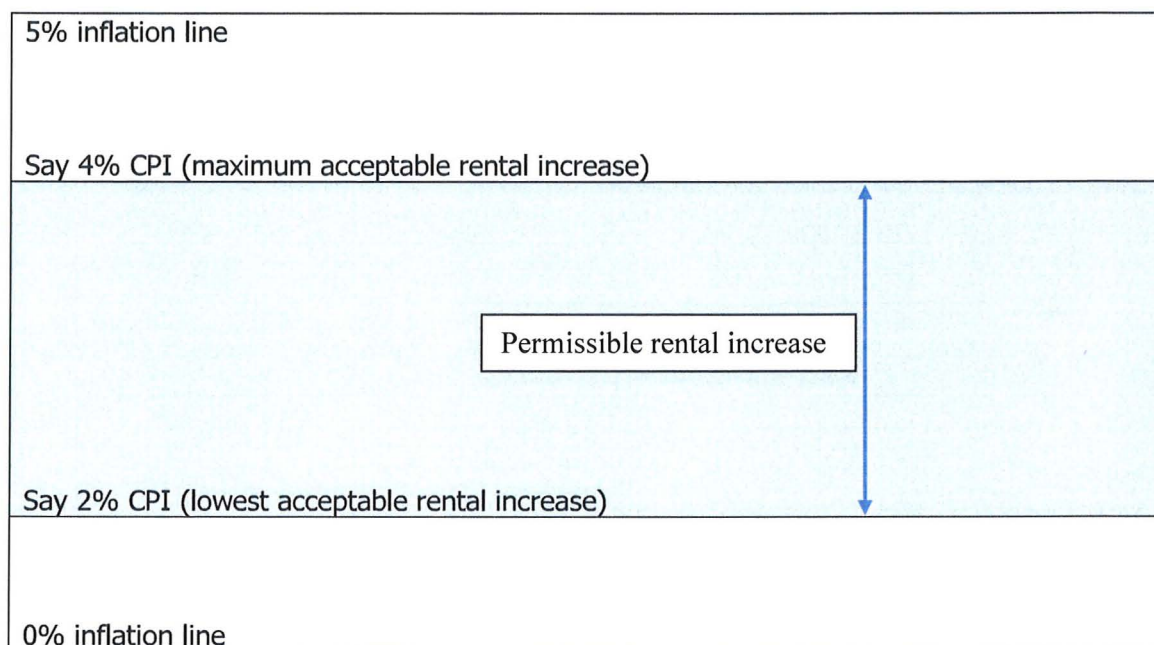 5% inflation line
Say 4% CPI (maximum acceptable rental increase)
Permissible rental increase
Say 2% CPI (lowest acceptable rental increase)
0% inflation line